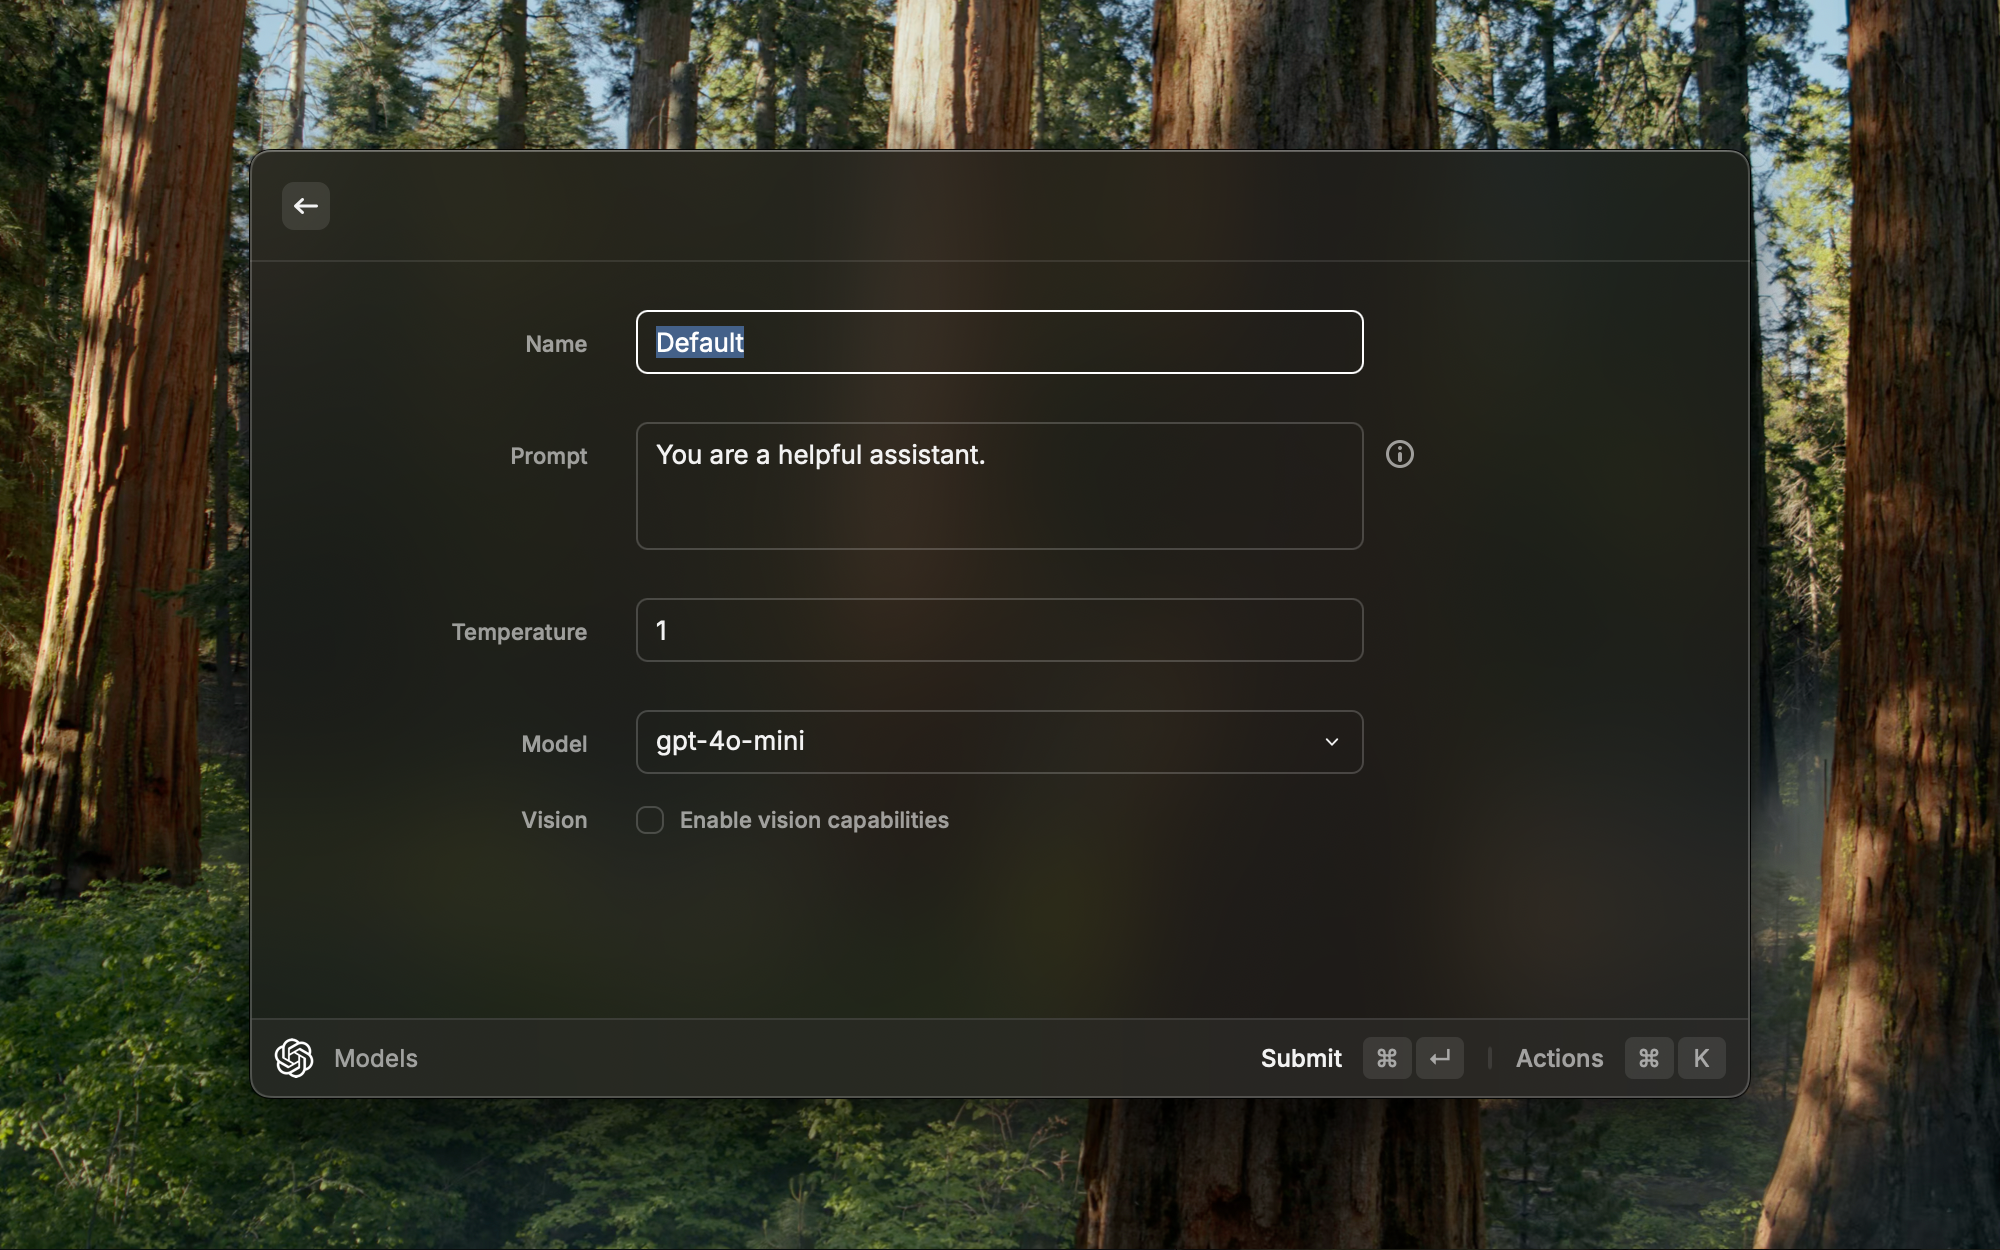 Name
Default
Prompt
You are a helpful assistant.
Temperature
1
Model
gpt-4o-mini
Vision
Enable vision capabilities
Models
Submit ⌘ ↵ Actions ⌘ K